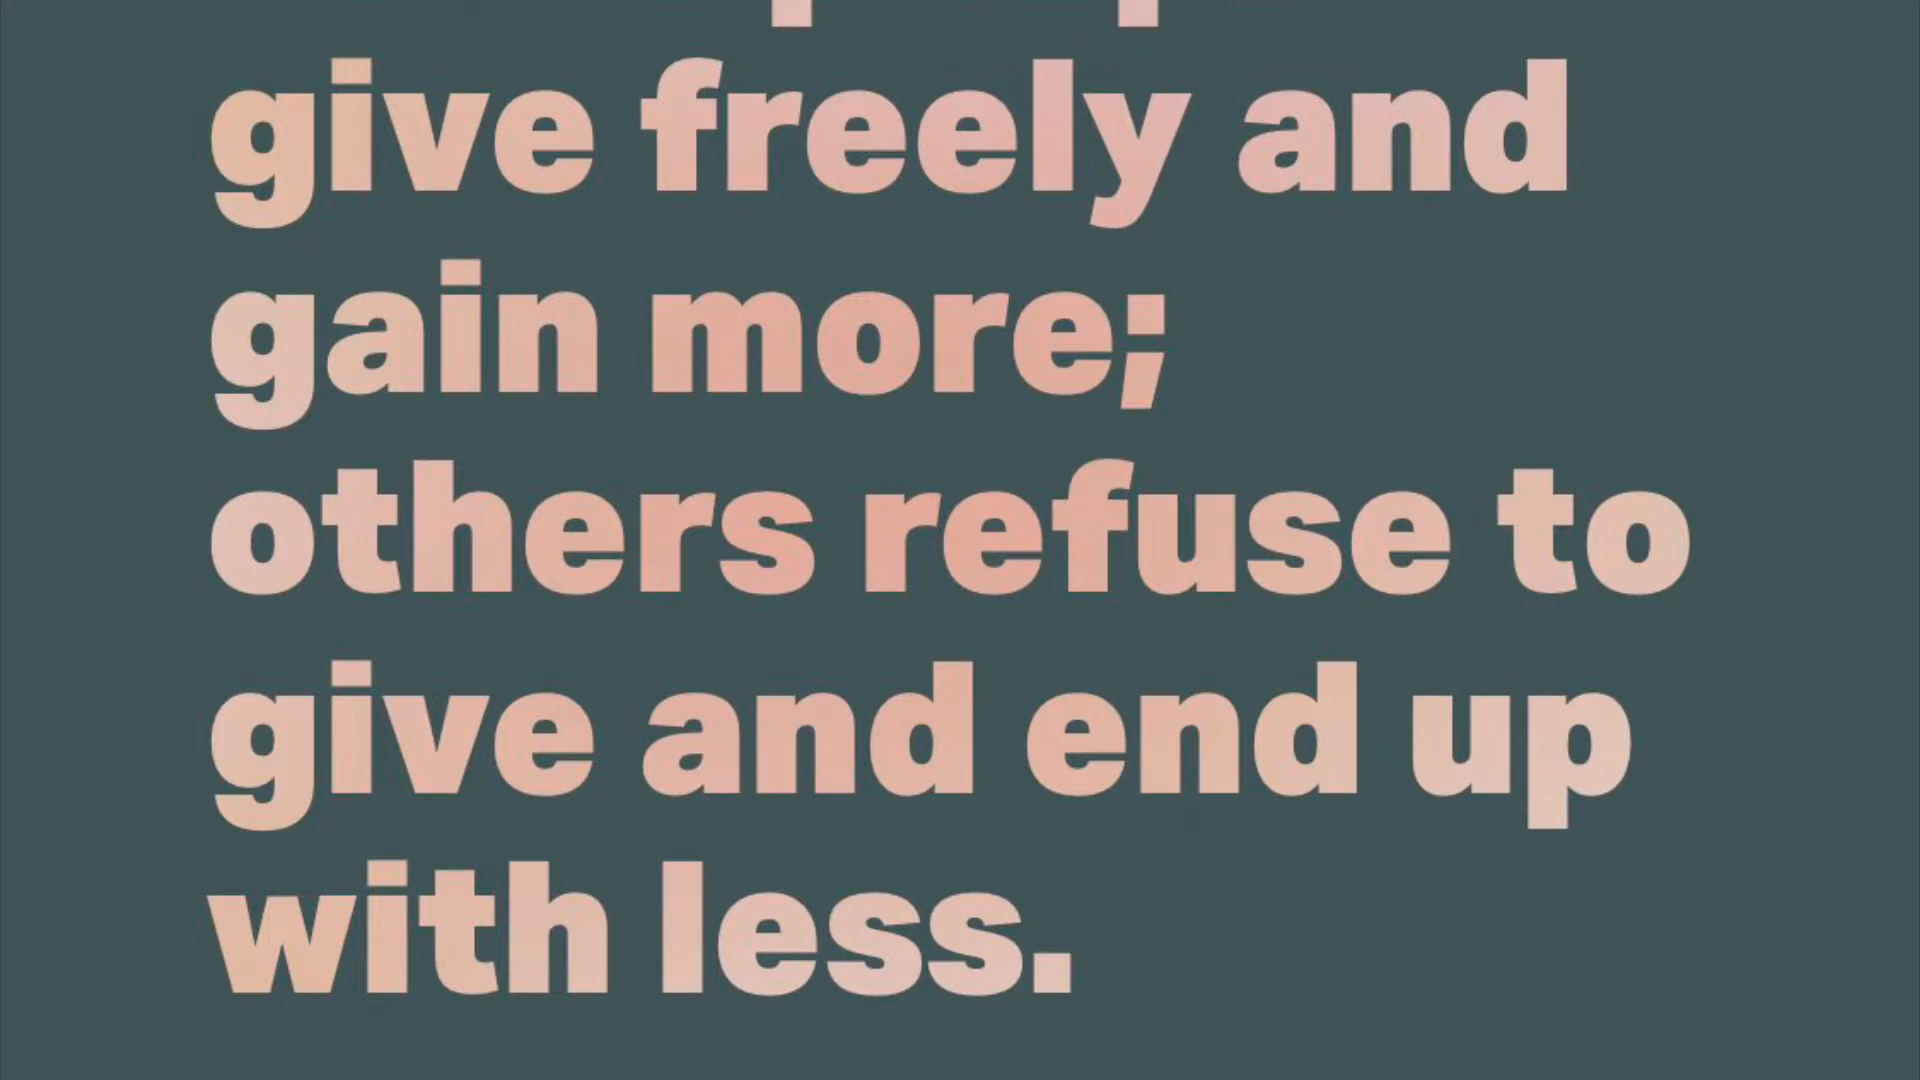 give freely and
gain more;
others refuse to
give and end up
with less.